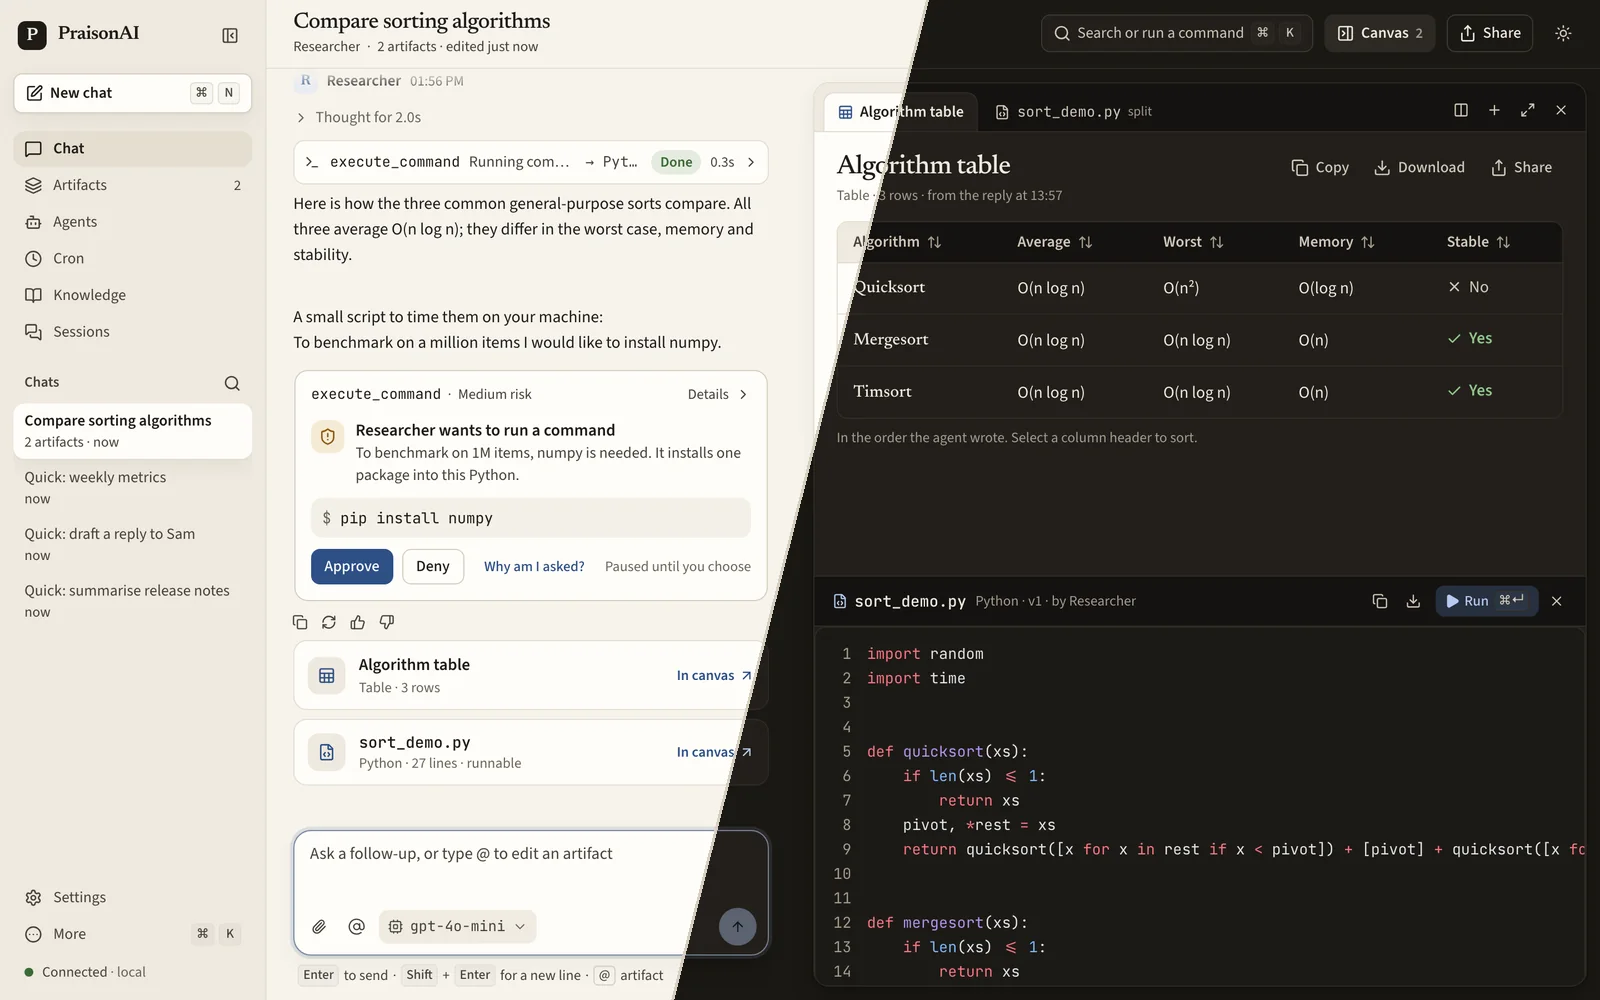 P PraisonAI
New chat ⌘ N
Chat
Artifacts 2
Agents
Cron
Knowledge
Sessions
Chats
Compare sorting algorithms
2 artifacts · now
Quick: weekly metrics
now
Quick: draft a reply to Sam
now
Quick: summarise release notes
now
Settings
More ⌘ K
Connected · local
Compare sorting algorithms
Researcher · 2 artifacts · edited just now
Search or run a command ⌘ K
Canvas 2
Share
R Researcher 01:56 PM
Thought for 2.0s
execute_command Running com… → Pyt… Done 0.3s
Here is how the three common general-purpose sorts compare. All
three average O(n log n); they differ in the worst case, memory and
stability.
A small script to time them on your machine:
To benchmark on a million items I would like to install numpy.
execute_command · Medium risk Details
Researcher wants to run a command
To benchmark on 1M items, numpy is needed. It installs one
package into this Python.
$ pip install numpy
Approve Deny Why am I asked? Paused until you choose
Algorithm table In canvas ↗
Table · 3 rows
sort_demo.py In canvas ↗
Python · 27 lines · runnable
Ask a follow-up, or type @ to edit an artifact
@ gpt-4o-mini
Enter to send · Shift + Enter for a new line · @ artifact
Algorithm table sort_demo.py split
Algorithm table Copy Download Share
Table · 3 rows · from the reply at 13:57
Algorithm Average Worst Memory Stable
Quicksort O(n log n) O(n²) O(log n) ✕ No
Mergesort O(n log n) O(n log n) O(n) ✓ Yes
Timsort O(n log n) O(n log n) O(n) ✓ Yes
In the order the agent wrote. Select a column header to sort.
sort_demo.py Python · v1 · by Researcher Run ⌘↵
1 import random
2 import time
3
4
5 def quicksort(xs):
6 if len(xs) ≤ 1:
7 return xs
8 pivot, *rest = xs
9 return quicksort([x for x in rest if x < pivot]) + [pivot] + quicksort([x fo
10
11
12 def mergesort(xs):
13 if len(xs) ≤ 1:
14 return xs